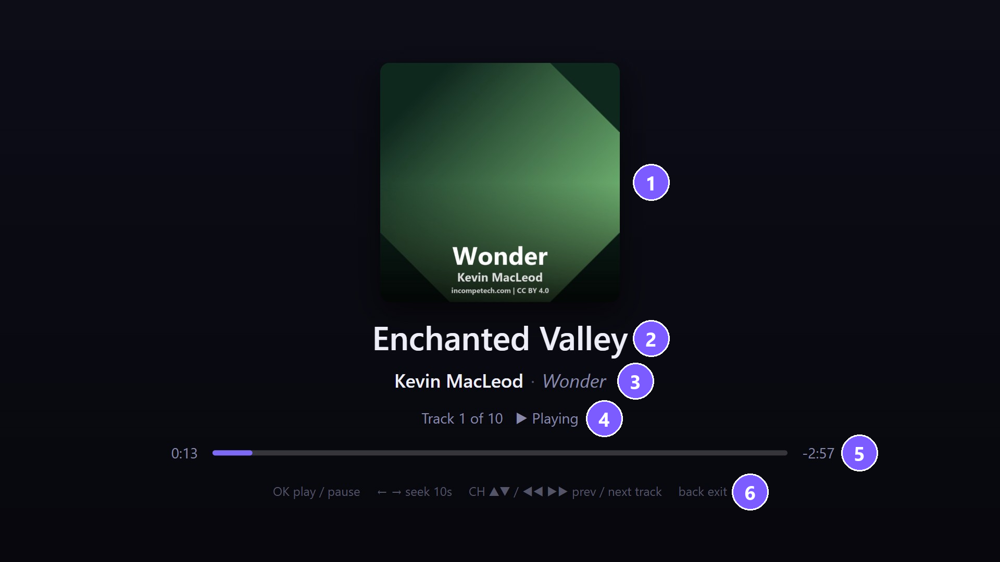 Wonder
Kevin MacLeod
incompetech.com | CC BY 4.0
1
Enchanted Valley 2
Kevin MacLeod · Wonder 3
Track 1 of 10 ▶ Playing 4
0:13 -2:57 5
OK play / pause ← → seek 10s CH ▲▼ / ◀◀ ▶▶ prev / next track back exit 6